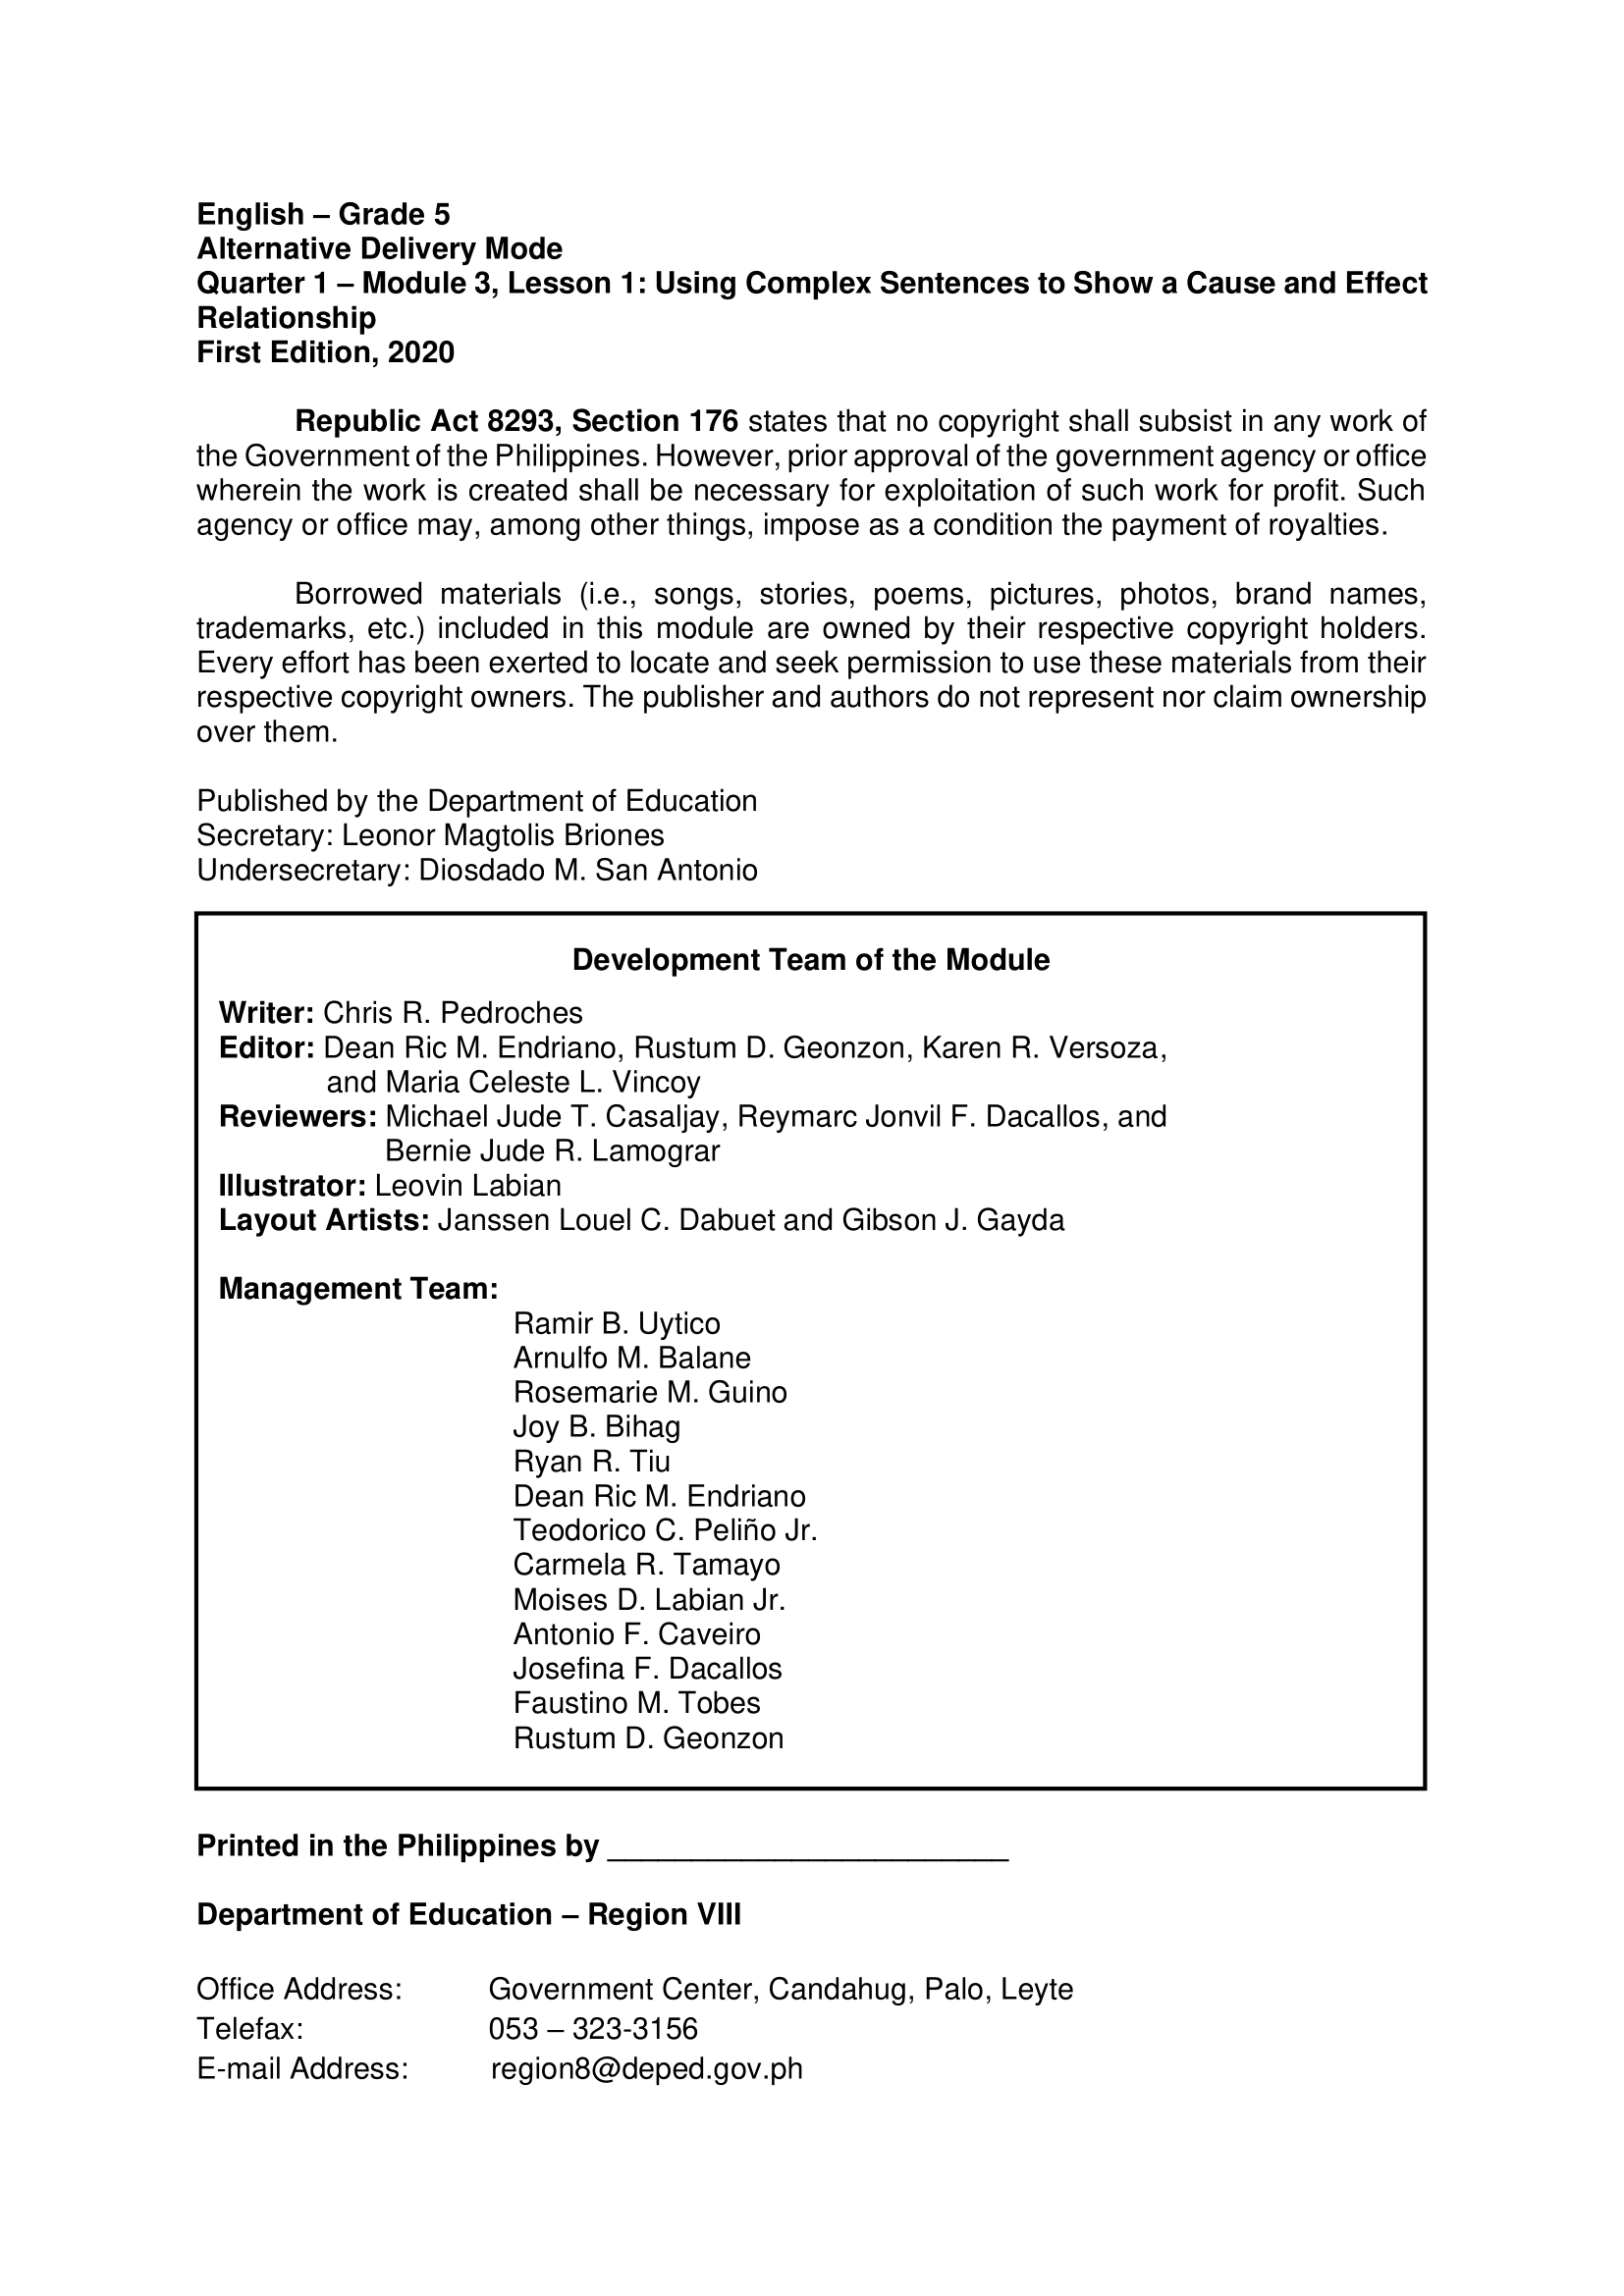 English – Grade 5
Alternative Delivery Mode
Quarter 1 – Module 3, Lesson 1: Using Complex Sentences to Show a Cause and Effect
Relationship
First Edition, 2020
Republic Act 8293, Section 176 states that no copyright shall subsist in any work of
the Government of the Philippines. However, prior approval of the government agency or office
wherein the work is created shall be necessary for exploitation of such work for profit. Such
agency or office may, among other things, impose as a condition the payment of royalties.
Borrowed materials (i.e., songs, stories, poems, pictures, photos, brand names,
trademarks, etc.) included in this module are owned by their respective copyright holders.
Every effort has been exerted to locate and seek permission to use these materials from their
respective copyright owners. The publisher and authors do not represent nor claim ownership
over them.
Published by the Department of Education
Secretary: Leonor Magtolis Briones
Undersecretary: Diosdado M. San Antonio
Development Team of the Module
Writer: Chris R. Pedroches
Editor: Dean Ric M. Endriano, Rustum D. Geonzon, Karen R. Versoza,
and Maria Celeste L. Vincoy
Reviewers: Michael Jude T. Casaljay, Reymarc Jonvil F. Dacallos, and
Bernie Jude R. Lamograr
Illustrator: Leovin Labian
Layout Artists: Janssen Louel C. Dabuet and Gibson J. Gayda
Management Team:
Ramir B. Uytico
Arnulfo M. Balane
Rosemarie M. Guino
Joy B. Bihag
Ryan R. Tiu
Dean Ric M. Endriano
Teodorico C. Peliño Jr.
Carmela R. Tamayo
Moises D. Labian Jr.
Antonio F. Caveiro
Josefina F. Dacallos
Faustino M. Tobes
Rustum D. Geonzon
Printed in the Philippines by ________________________
Department of Education – Region VIII
Office Address: Government Center, Candahug, Palo, Leyte
Telefax: 053 – 323-3156
E-mail Address: region8@deped.gov.ph